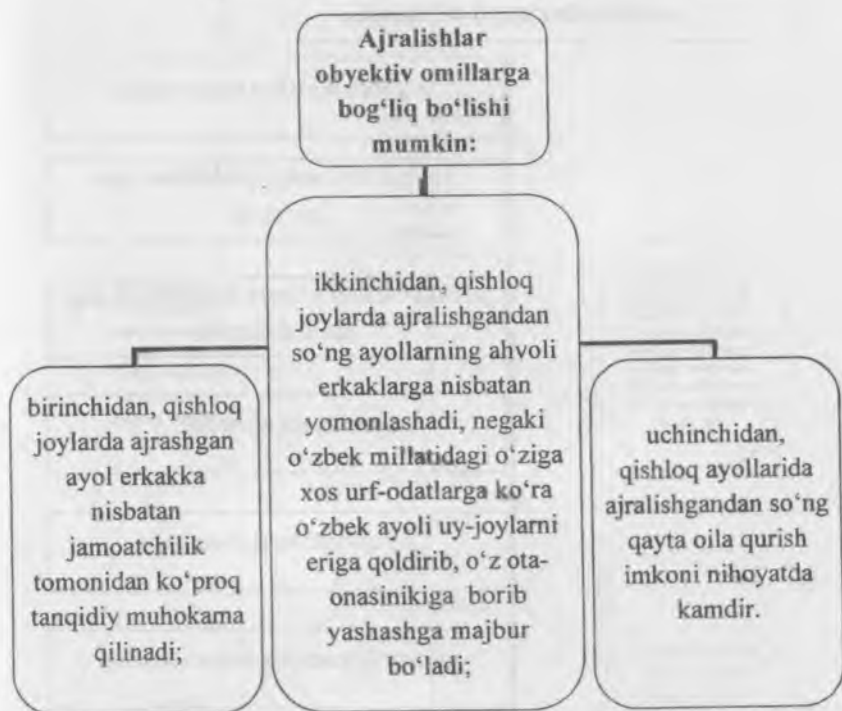 Ajralishlar
obyektiv omillarga
bog‘liq bo‘lishi
mumkin:
birinchidan, qishloq
joylarda ajrashgan
ayol erkakka
nisbatan
jamoatchilik
tomonidan ko‘proq
tanqidiy muhokama
qilinadi;
ikkinchidan, qishloq
joylarda ajralishgandan
so‘ng ayollarning ahvoli
erkaklarga nisbatan
yomonlashadi, negaki
o‘zbek millatidagi o‘ziga
xos urf-odatlarga ko‘ra
o‘zbek ayoli uy-joylarni
eriga qoldirib, o‘z ota-
onasinikiga borib
yashashga majbur
bo‘ladi;
uchinchidan,
qishloq ayollarida
ajralishgandan so‘ng
qayta oila qurish
imkoni nihoyatda
kamdir.